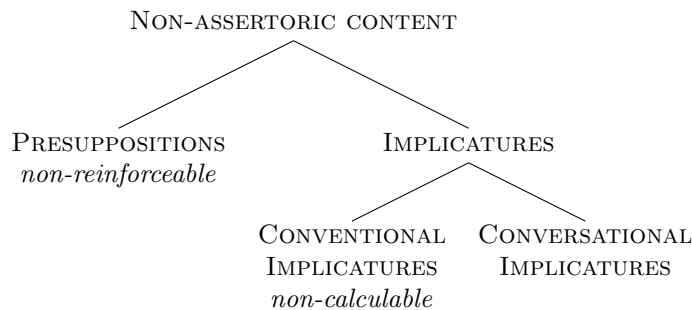 NON-ASSERTORIC CONTENT
PRESUPPOSITIONS
non-reinforceable
IMPLICATURES
CONVENTIONAL
IMPLICATURES
non-calculable
CONVERSATIONAL
IMPLICATURES